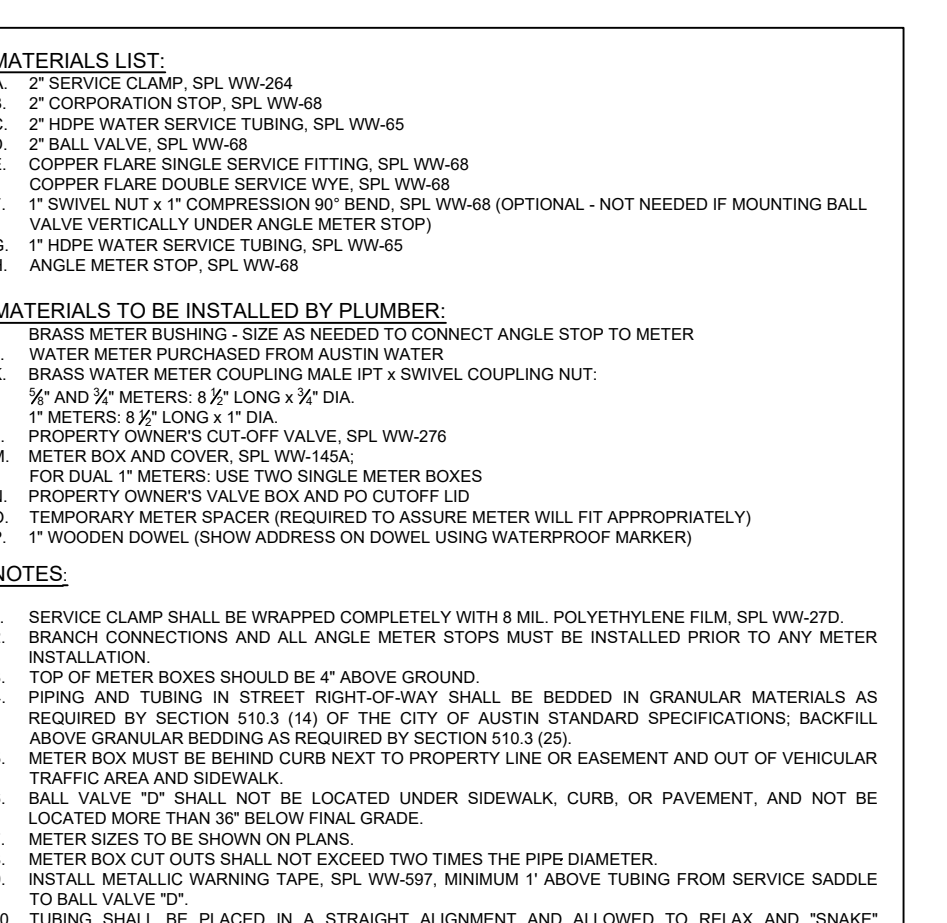 MATERIALS LIST:
A. 2" SERVICE CLAMP, SPL WW-264
B. 2" CORPORATION STOP, SPL WW-68
C. 2" HDPE WATER SERVICE TUBING, SPL WW-65
D. 2" BALL VALVE, SPL WW-68
E. COPPER FLARE SINGLE SERVICE FITTING, SPL WW-68
COPPER FLARE DOUBLE SERVICE WYE, SPL WW-68
. 1" SWIVEL NUT x 1" COMPRESSION 90° BEND, SPL WW-68 (OPTIONAL - NOT NEEDED IF MOUNTING BALL
VALVE VERTICALLY UNDER ANGLE METER STOP)
G. 1" HDPE WATER SERVICE TUBING, SPL WW-65
H. ANGLE METER STOP, SPL WW-68
MATERIALS TO BE INSTALLED BY PLUMBER:
BRASS METER BUSHING - SIZE AS NEEDED TO CONNECT ANGLE STOP TO METER
. WATER METER PURCHASED FROM AUSTIN WATER
K. BRASS WATER METER COUPLING MALE IPT x SWIVEL COUPLING NUT:
⅝" AND ¾" METERS: 8 ½" LONG x ¾" DIA.
1" METERS: 8 ½" LONG x 1" DIA.
. PROPERTY OWNER'S CUT-OFF VALVE, SPL WW-276
M. METER BOX AND COVER, SPL WW-145A;
FOR DUAL 1" METERS: USE TWO SINGLE METER BOXES
N. PROPERTY OWNER'S VALVE BOX AND PO CUTOFF LID
O. TEMPORARY METER SPACER (REQUIRED TO ASSURE METER WILL FIT APPROPRIATELY)
P. 1" WOODEN DOWEL (SHOW ADDRESS ON DOWEL USING WATERPROOF MARKER)
NOTES:
. SERVICE CLAMP SHALL BE WRAPPED COMPLETELY WITH 8 MIL. POLYETHYLENE FILM, SPL WW-27D.
. BRANCH CONNECTIONS AND ALL ANGLE METER STOPS MUST BE INSTALLED PRIOR TO ANY METER
INSTALLATION.
. TOP OF METER BOXES SHOULD BE 4" ABOVE GROUND.
. PIPING AND TUBING IN STREET RIGHT-OF-WAY SHALL BE BEDDED IN GRANULAR MATERIALS AS
REQUIRED BY SECTION 510.3 (14) OF THE CITY OF AUSTIN STANDARD SPECIFICATIONS; BACKFILL
ABOVE GRANULAR BEDDING AS REQUIRED BY SECTION 510.3 (25).
. METER BOX MUST BE BEHIND CURB NEXT TO PROPERTY LINE OR EASEMENT AND OUT OF VEHICULAR
TRAFFIC AREA AND SIDEWALK.
. BALL VALVE "D" SHALL NOT BE LOCATED UNDER SIDEWALK, CURB, OR PAVEMENT, AND NOT BE
LOCATED MORE THAN 36" BELOW FINAL GRADE.
. METER SIZES TO BE SHOWN ON PLANS.
. METER BOX CUT OUTS SHALL NOT EXCEED TWO TIMES THE PIPE DIAMETER.
. INSTALL METALLIC WARNING TAPE, SPL WW-597, MINIMUM 1' ABOVE TUBING FROM SERVICE SADDLE
TO BALL VALVE "D".
0. TUBING SHALL BE PLACED IN A STRAIGHT ALIGNMENT AND ALLOWED TO RELAX AND "SNAKE"